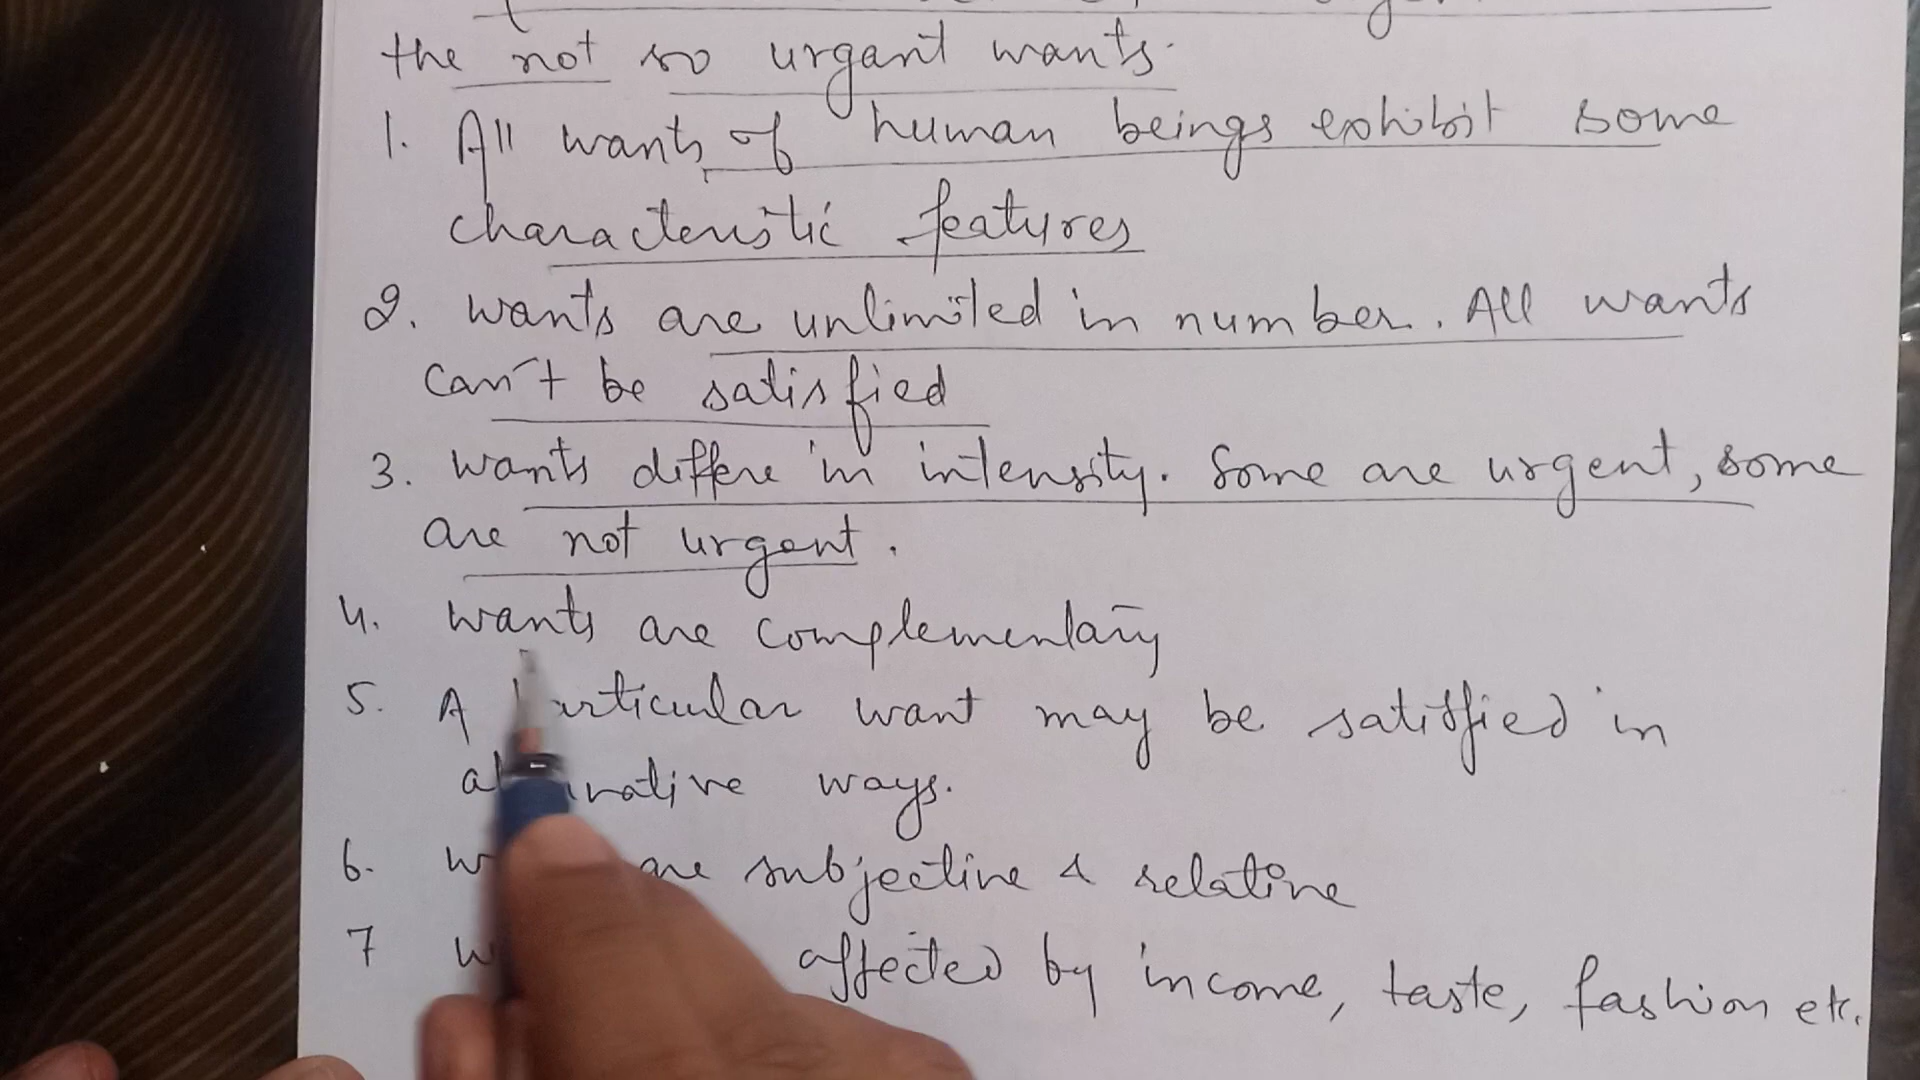 the not so urgant wants.
1. All wants of human beings exhibit some
characteristic features
2. wants are unlimited in number. All wants
can't be satisfied
3. wants differe in intensity. Some are urgent, some
are not urgent.
4. wants are complementary
5. A particular want may be satisfied in
ways.
6. are subjective & relative
7 affected by income, taste, fashion etc.